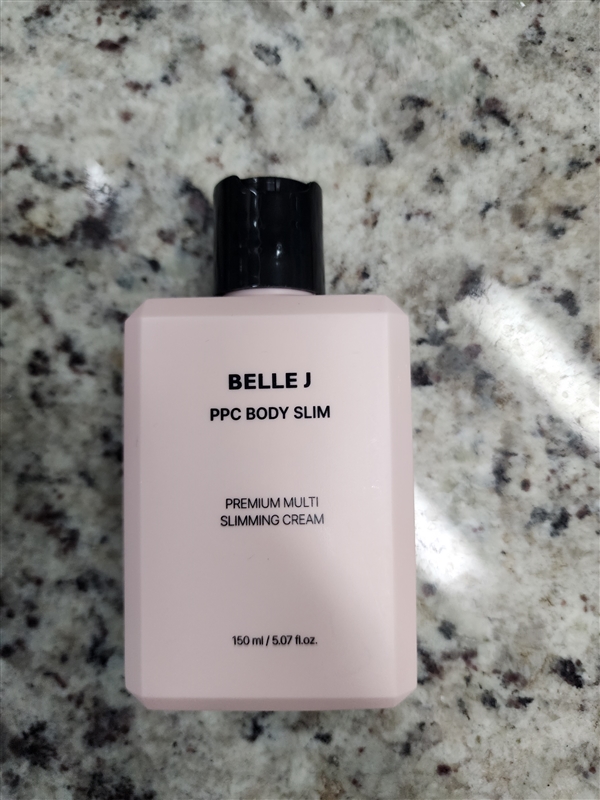 BELLE J
PPC BODY SLIM
PREMIUM MULTI
SLIMMING CREAM
150 ml / 5.07 fl.oz.